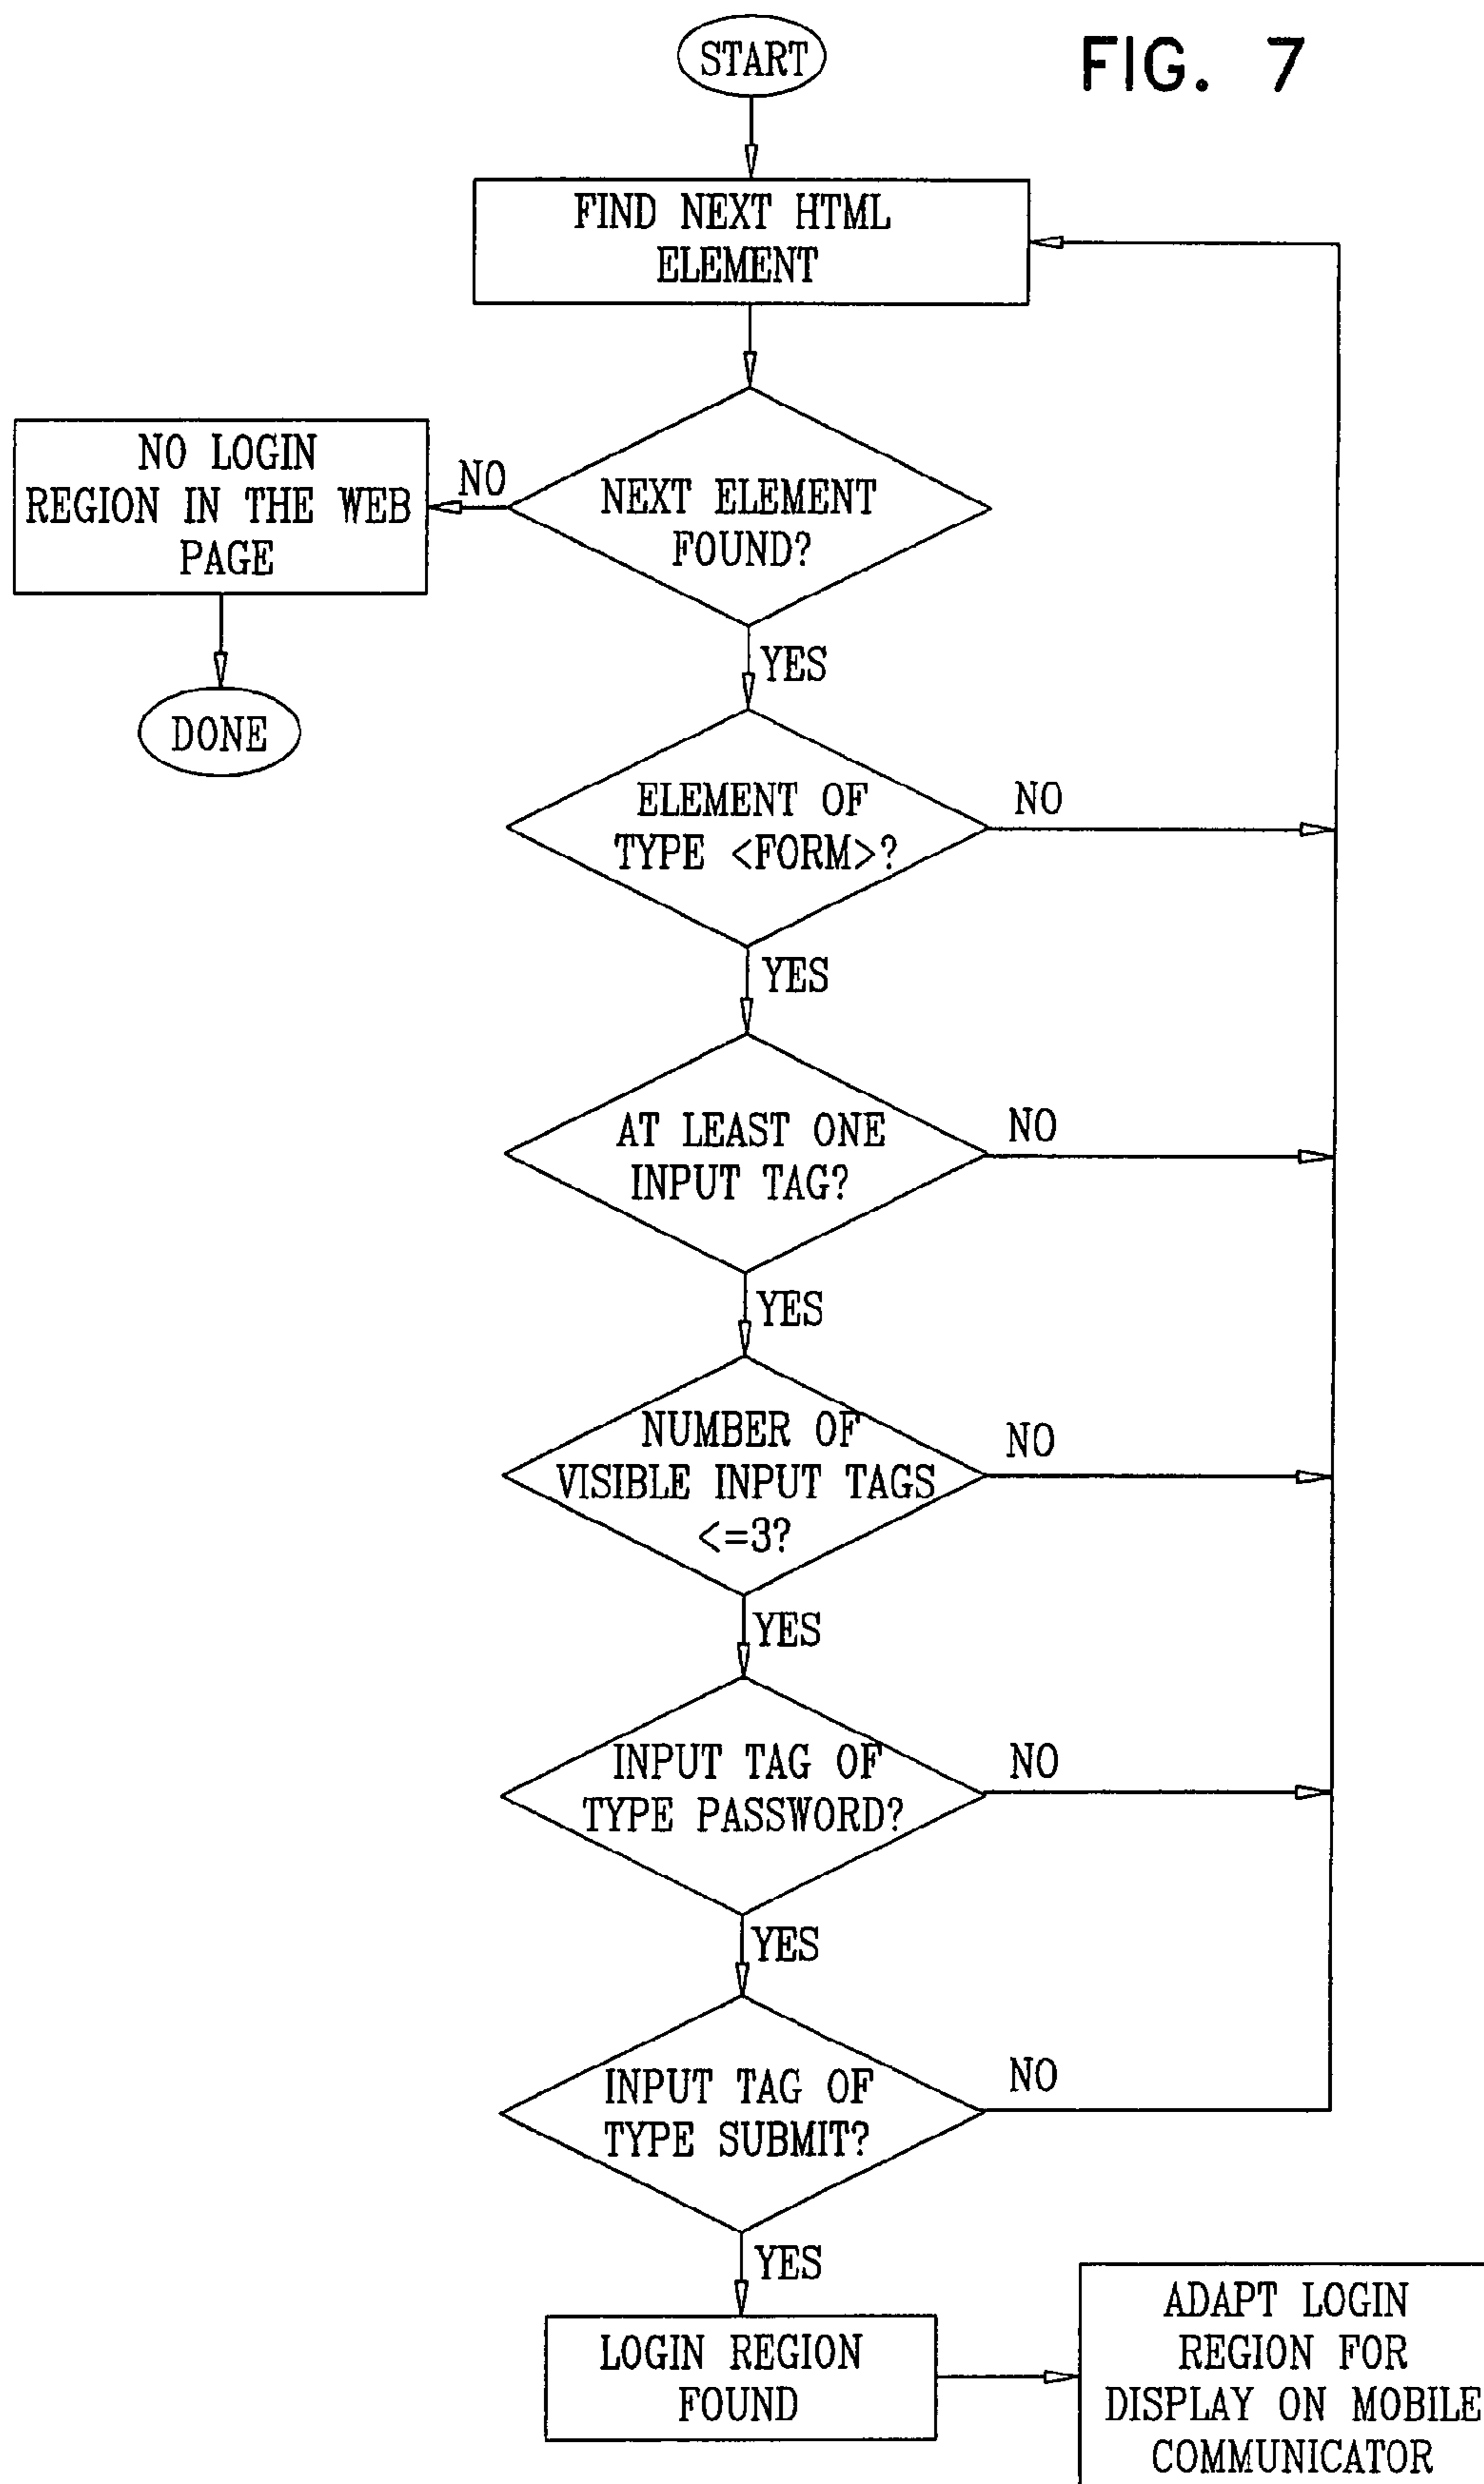 START
FIG. 7
FIND NEXT HTML
ELEMENT
NO LOGIN
REGION IN THE WEB
PAGE
NO
NEXT ELEMENT
FOUND?
YES
DONE
ELEMENT OF
TYPE <FORM>?
NO
YES
AT LEAST ONE
INPUT TAG?
NO
YES
NUMBER OF
VISIBLE INPUT TAGS
<=3?
NO
YES
INPUT TAG OF
TYPE PASSWORD?
NO
YES
INPUT TAG OF
TYPE SUBMIT?
NO
YES
LOGIN REGION
FOUND
ADAPT LOGIN
REGION FOR
DISPLAY ON MOBILE
COMMUNICATOR